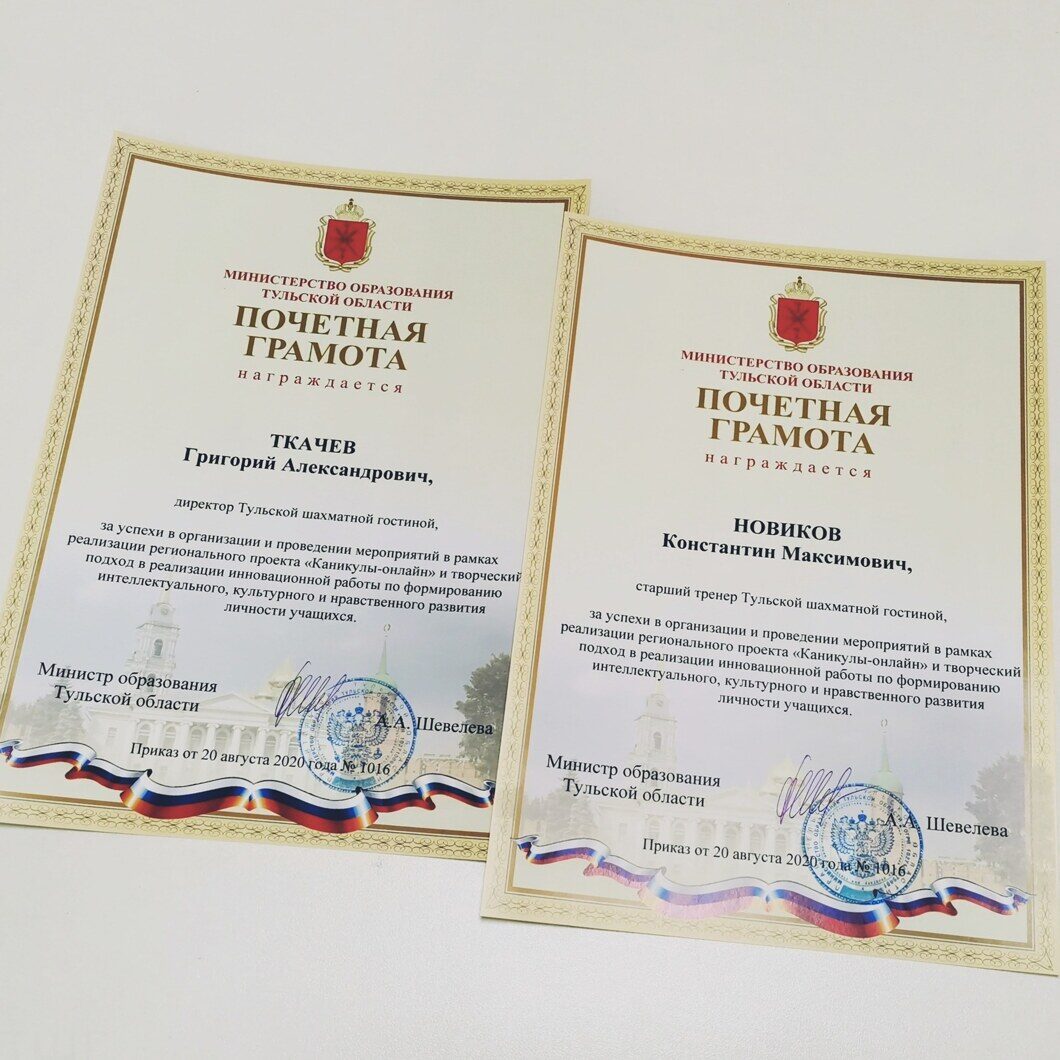 МИНИСТЕРСТВО ОБРАЗОВАНИЯ
ТУЛЬСКОЙ ОБЛАСТИ
ПОЧЕТНАЯ
ГРАМОТА
награждается
ТКАЧЕВ
Григорий Александрович,
директор Тульской шахматной гостиной,
за успехи в организации и проведении мероприятий в рамках
реализации регионального проекта «Каникулы-онлайн» и творческий
подход в реализации инновационной работы по формированию
интеллектуального, культурного и нравственного развития
личности учащихся.
Министр образования
Тульской области
А.А. Шевелева
Приказ от 20 августа 2020 года № 1016
МИНИСТЕРСТВО ОБРАЗОВАНИЯ
ТУЛЬСКОЙ ОБЛАСТИ
ПОЧЕТНАЯ
ГРАМОТА
награждается
НОВИКОВ
Константин Максимович,
старший тренер Тульской шахматной гостиной,
за успехи в организации и проведении мероприятий в рамках
реализации регионального проекта «Каникулы-онлайн» и творческий
подход в реализации инновационной работы по формированию
интеллектуального, культурного и нравственного развития
личности учащихся.
Министр образования
Тульской области
А.А. Шевелева
Приказ от 20 августа 2020 года № 1016